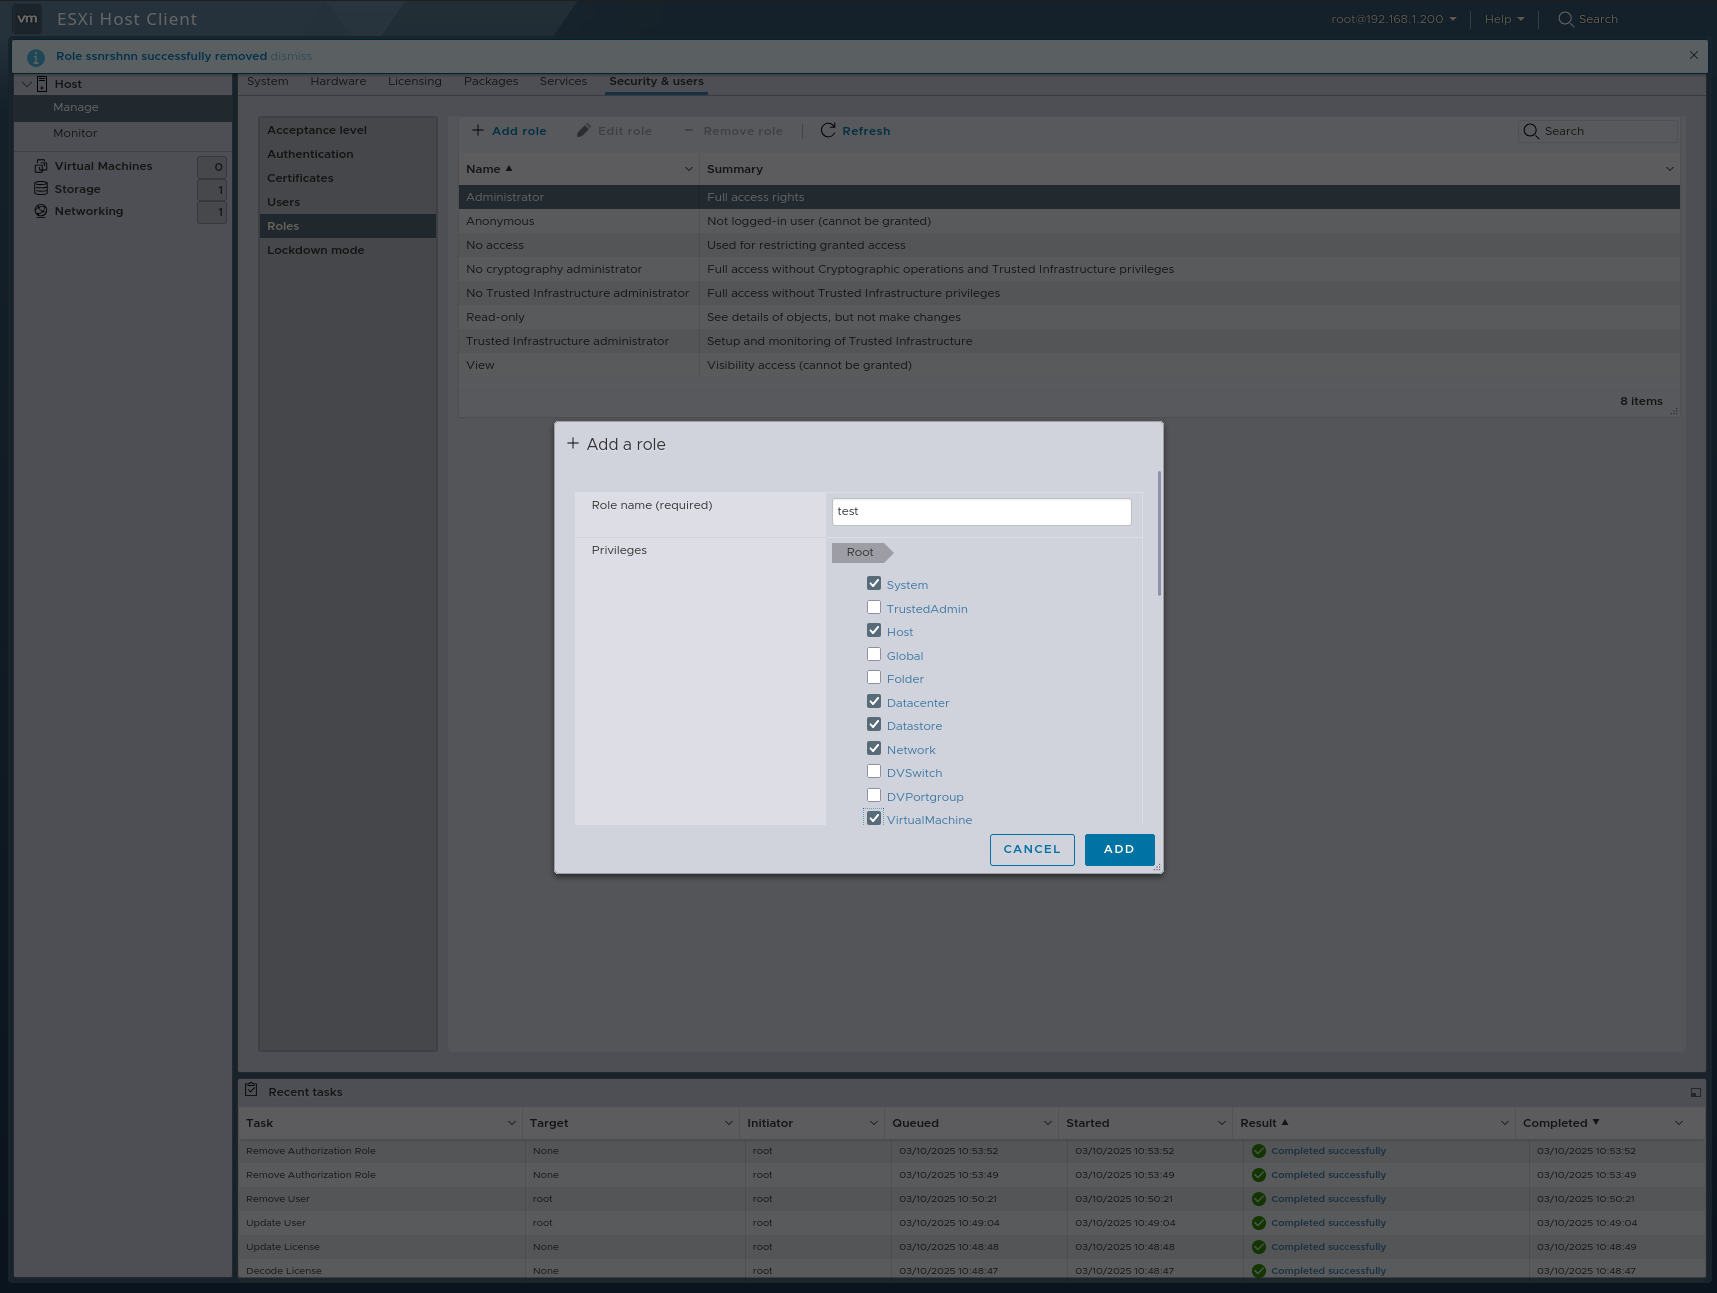 vm ESXi Host Client
root@192.168.1.200 Help Search
Role ssnrshnn successfully removed dismiss
Host
Manage
Monitor
Virtual Machines 0
Storage 1
Networking 1
System Hardware Licensing Packages Services Security & users
Acceptance level
Authentication
Certificates
Users
Roles
Lockdown mode
Add role Edit role Remove role Refresh Search
Name Summary
Administrator Full access rights
Anonymous Not logged-in user (cannot be granted)
No access Used for restricting granted access
No cryptography administrator Full access without Cryptographic operations and Trusted Infrastructure privileges
No Trusted Infrastructure administrator Full access without Trusted Infrastructure privileges
Read-only See details of objects, but not make changes
Trusted Infrastructure administrator Setup and monitoring of Trusted Infrastructure
View Visibility access (cannot be granted)
8 items
Add a role
Role name (required) test
Privileges Root
System
TrustedAdmin
Host
Global
Folder
Datacenter
Datastore
Network
DVSwitch
DVPortgroup
VirtualMachine
CANCEL ADD
Recent tasks
Task Target Initiator Queued Started Result Completed
Remove Authorization Role None root 03/10/2025 10:53:52 03/10/2025 10:53:52 Completed successfully 03/10/2025 10:53:52
Remove Authorization Role None root 03/10/2025 10:53:49 03/10/2025 10:53:49 Completed successfully 03/10/2025 10:53:49
Remove User root root 03/10/2025 10:50:21 03/10/2025 10:50:21 Completed successfully 03/10/2025 10:50:21
Update User root root 03/10/2025 10:49:04 03/10/2025 10:49:04 Completed successfully 03/10/2025 10:49:04
Update License None root 03/10/2025 10:48:48 03/10/2025 10:48:48 Completed successfully 03/10/2025 10:48:49
Decode License None root 03/10/2025 10:48:47 03/10/2025 10:48:47 Completed successfully 03/10/2025 10:48:47